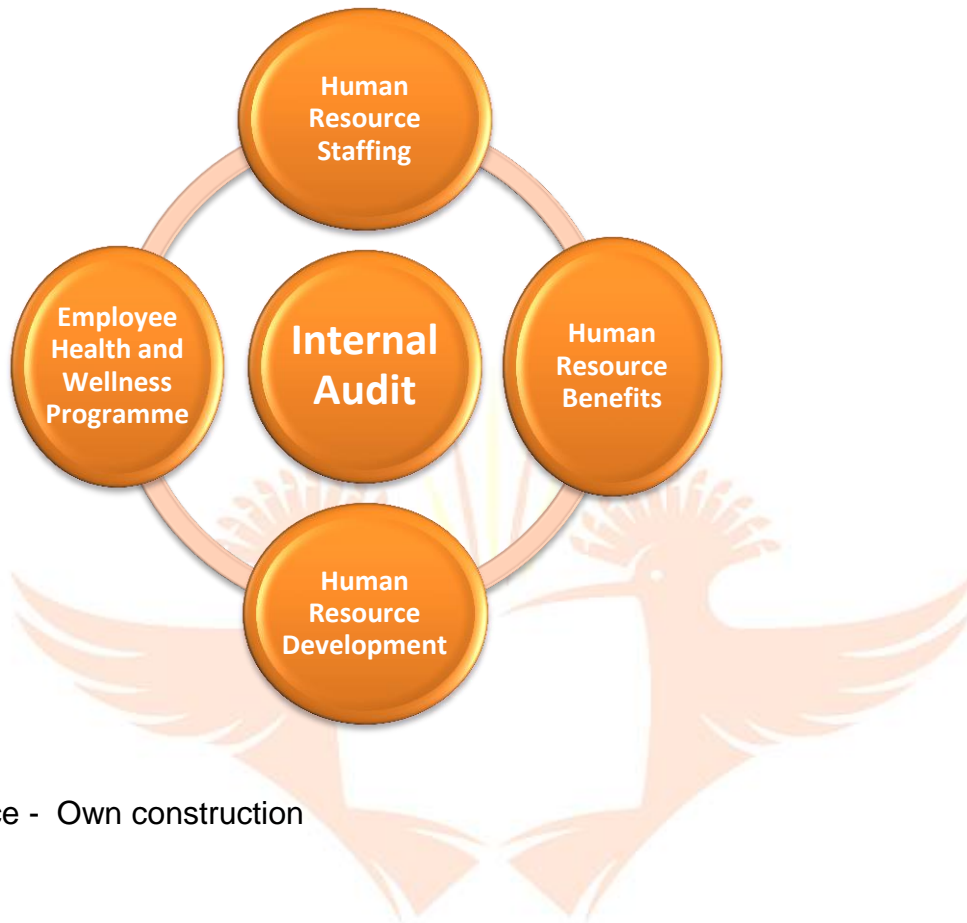 Human
Resource
Staffing
Employee
Health and
Wellness
Programme
Internal
Audit
Human
Resource
Benefits
Human
Resource
Development
ce - Own construction